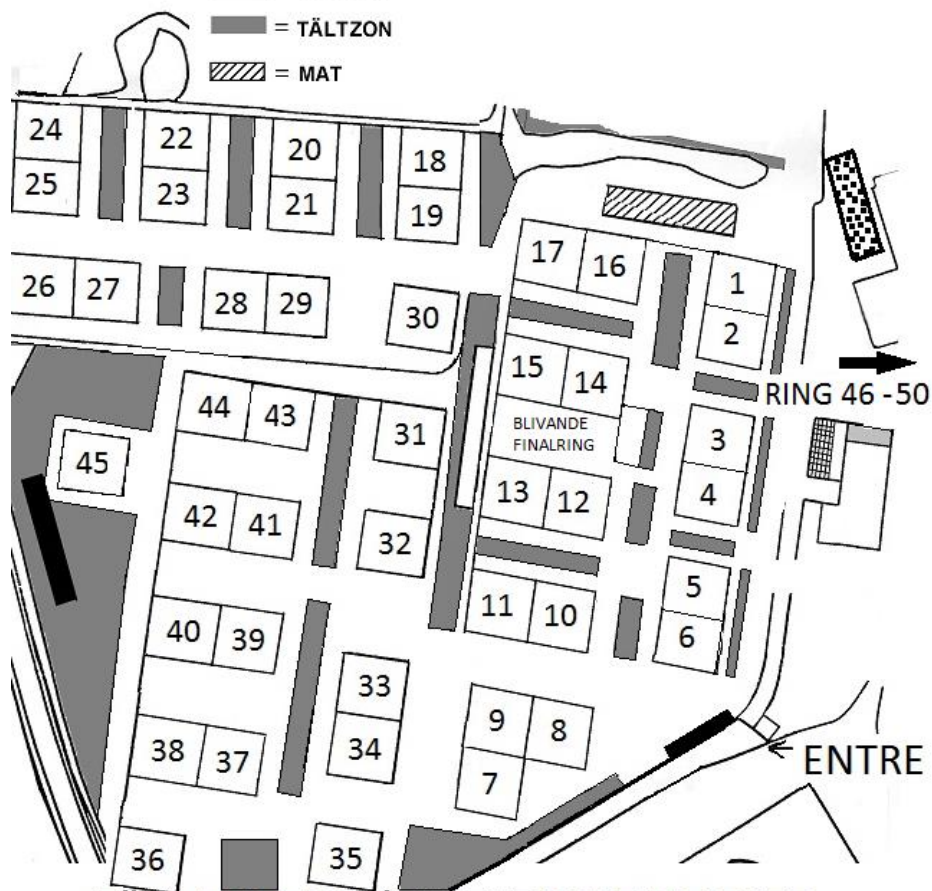 = TÄLTZON
= MAT
24 22 20 18
25 23 21 19
17 16 1
26 27 28 29 30 2
15 14 RING 46 -50
44 43 31 BLIVANDE
FINALRING 3
45 13 12 4
42 41 32
11 10 5
40 39 6
33
9 8
38 37 34 ENTRE
7
36 35